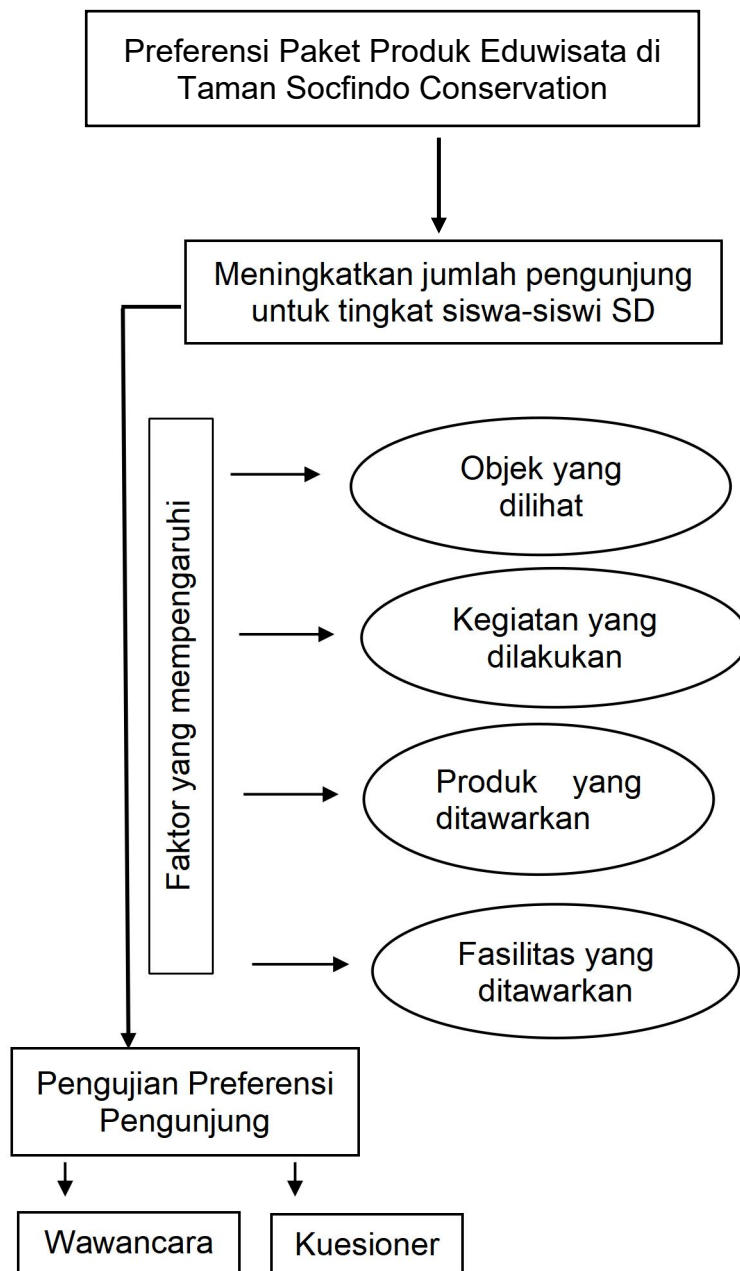 Preferensi Paket Produk Eduwisata di
Taman Socfindo Conservation
Meningkatkan jumlah pengunjung
untuk tingkat siswa-siswi SD
Faktor yang mempengaruhi
Objek yang
dilihat
Kegiatan yang
dilakukan
Produk yang
ditawarkan
Fasilitas yang
ditawarkan
Pengujian Preferensi
Pengunjung
Wawancara
Kuesioner